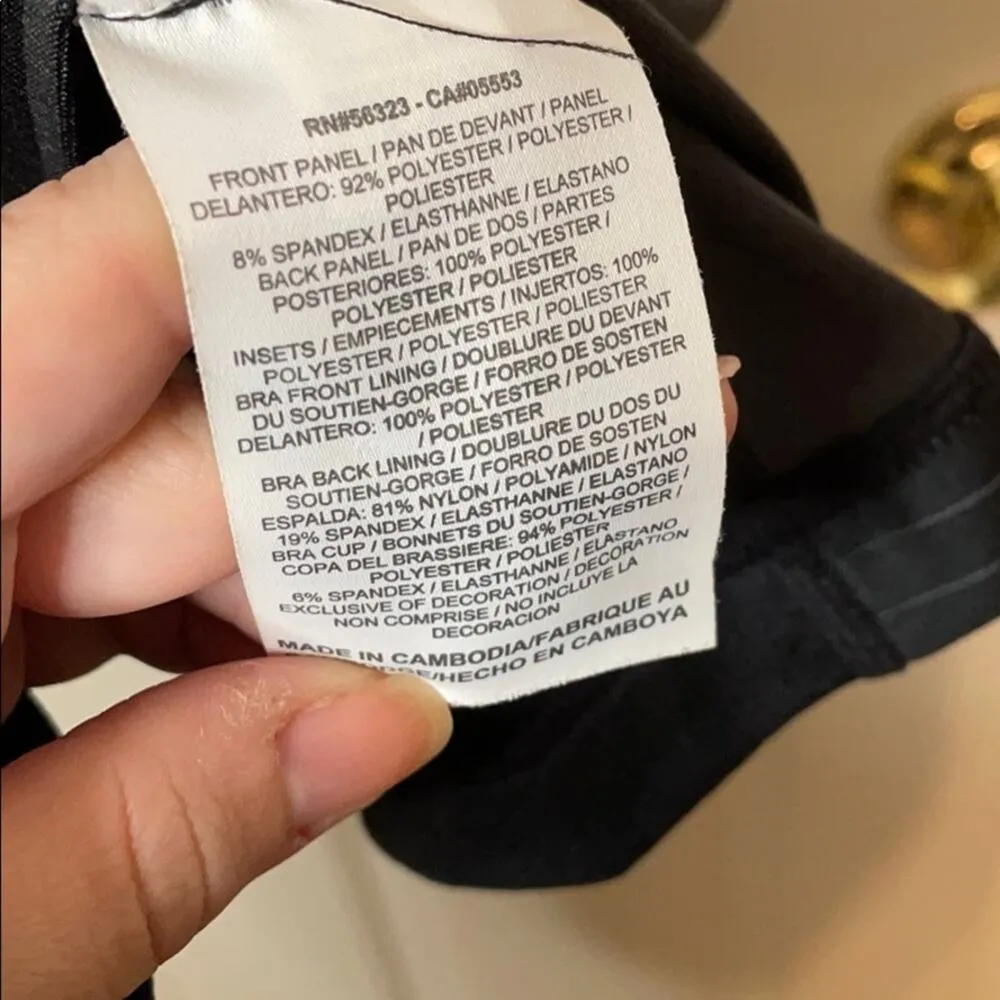 RN#56323 - CA#05553
FRONT PANEL / PAN DE DEVANT / PANEL
DELANTERO: 92% POLYESTER / POLYESTER /
POLIESTER
8% SPANDEX / ELASTHANNE / ELASTANO
BACK PANEL / PAN DE DOS / PARTES
POSTERIORES: 100% POLYESTER /
POLYESTER / POLIESTER
INSETS / EMPIECEMENTS / INJERTOS: 100%
POLYESTER / POLYESTER / POLIESTER
BRA FRONT LINING / DOUBLURE DU DEVANT
DU SOUTIEN-GORGE / FORRO DE SOSTEN
DELANTERO: 100% POLYESTER / POLYESTER
/ POLIESTER
BRA BACK LINING / DOUBLURE DU DOS DU
SOUTIEN-GORGE / FORRO DE SOSTEN
ESPALDA: 81% NYLON / POLYAMIDE / NYLON
19% SPANDEX / ELASTHANNE / ELASTANO
BRA CUP / BONNETS DU SOUTIEN-GORGE /
COPA DEL BRASSIERE: 94% POLYESTER /
POLYESTER / POLIESTER
6% SPANDEX / ELASTHANNE / ELASTANO
EXCLUSIVE OF DECORATION / DECORATION
NON COMPRISE / NO INCLUYE LA
DECORACION
MADE IN CAMBODIA/FABRIQUE AU
/HECHO EN CAMBOYA